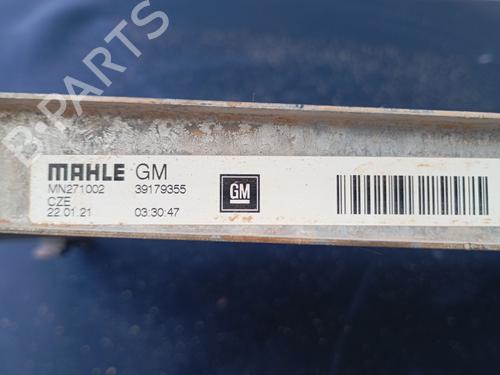 B-PARTS
MAHLE GM
MN271002 39179355
CZE
22 01 21 03:30:47
GM